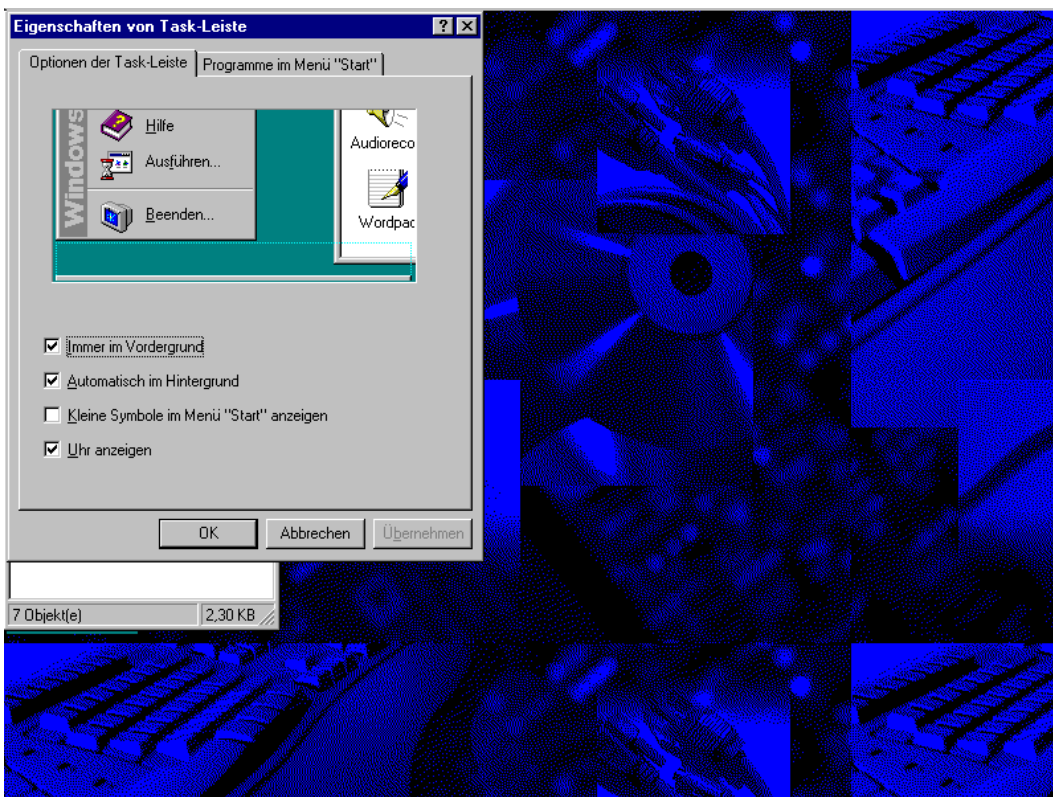 Eigenschaften von Task-Leiste
Optionen der Task-Leiste
Programme im Menü "Start"
Windows
Hilfe
Ausführen...
Beenden...
Audioreco
Wordpad
Immer im Vordergrund
Automatisch im Hintergrund
Kleine Symbole im Menü "Start" anzeigen
Uhr anzeigen
OK
Abbrechen
Übernehmen
7 Objekt(e)
2,30 KB